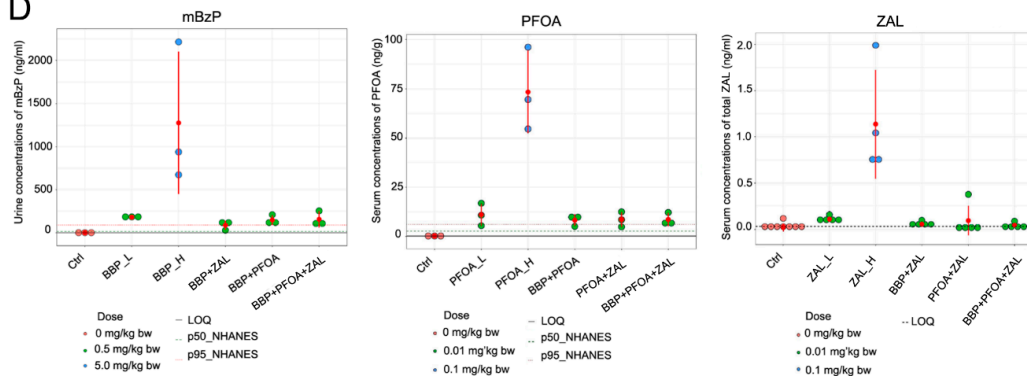 D
mBzP
Urine concentrations of mBzP (ng/ml)
2000
1500
1000
500
0
Ctrl
BBP_L
BBP_H
BBP+ZAL
BBP+PFOA
BBP+PFOA+ZAL
Dose
0 mg/kg bw
0.5 mg/kg bw
5.0 mg/kg bw
LOQ
p50_NHANES
p95_NHANES
PFOA
Serum concentrations of PFOA (ng/g)
100
75
50
25
0
Ctrl
PFOA_L
PFOA_H
BBP+PFOA
PFOA+ZAL
BBP+PFOA+ZAL
Dose
0 mg/kg bw
0.01 mg'kg bw
0.1 mg/kg bw
LOQ
p50_NHANES
p95_NHANES
ZAL
Serum concentrations of total ZAL (ng/ml)
2.0
1.5
1.0
0.5
0.0
Ctrl
ZAL_L
ZAL_H
BBP+ZAL
PFOA+ZAL
BBP+PFOA+ZAL
Dose
0 mg/kg bw
0.01 mg'kg bw
0.1 mg/kg bw
LOQ